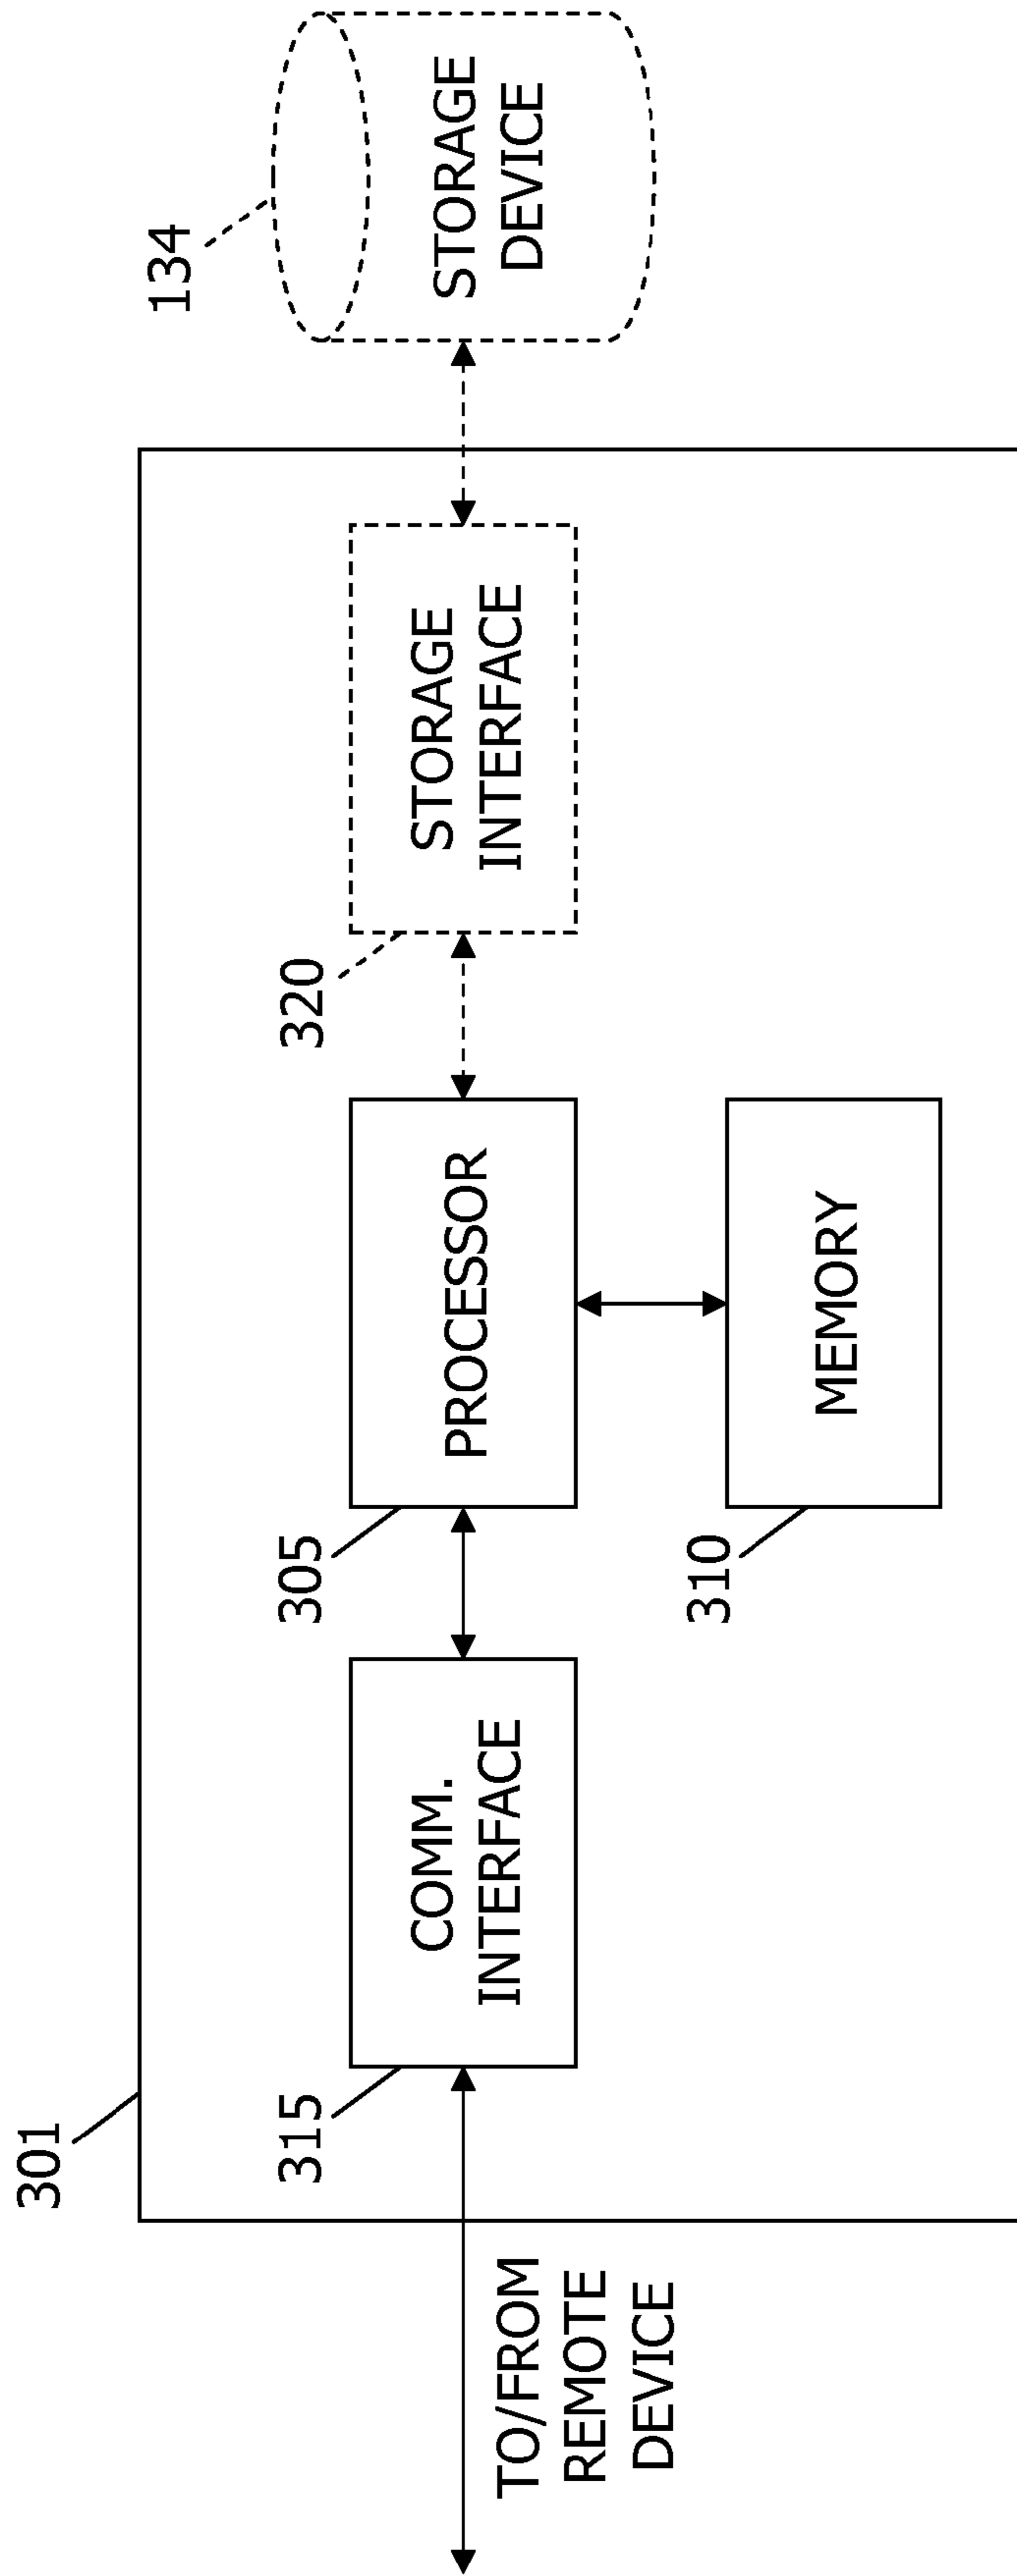 301
TO/FROM
REMOTE
DEVICE
315
COMM.
INTERFACE
305
PROCESSOR
310
MEMORY
320
STORAGE
INTERFACE
134
STORAGE
DEVICE